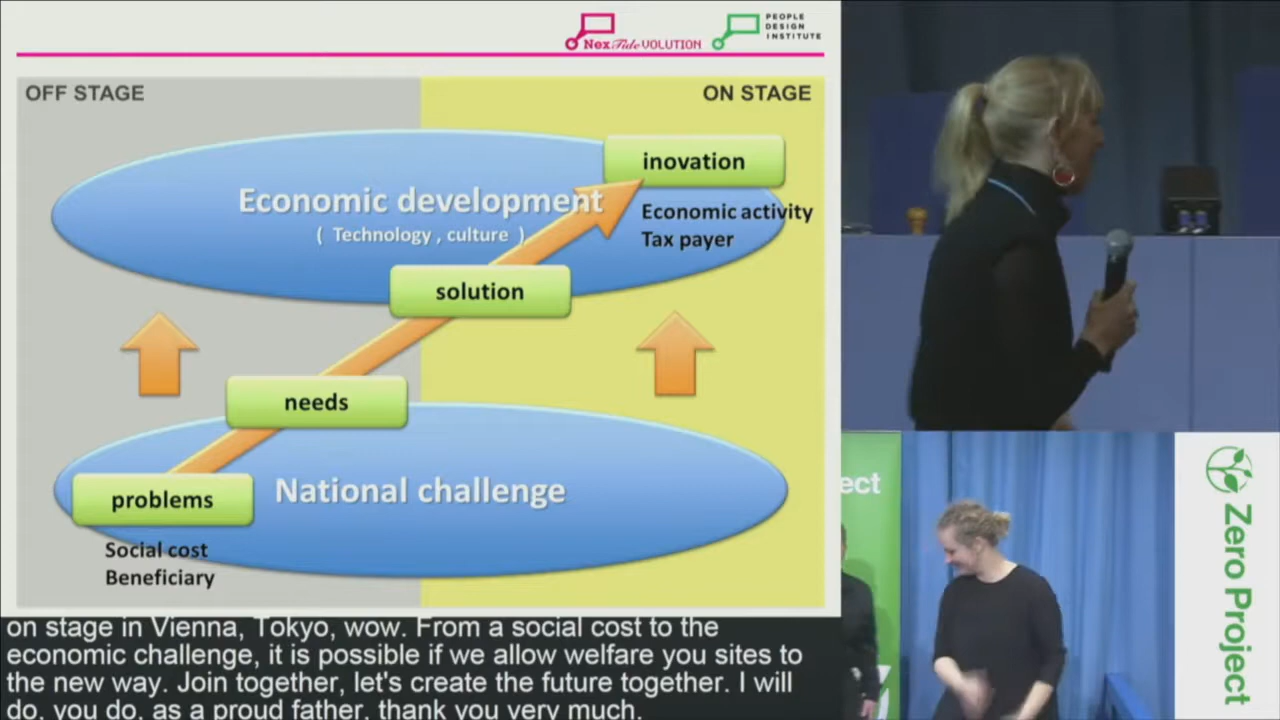 NexTide VOLUTION
PEOPLE
DESIGN
INSTITUTE
OFF STAGE
ON STAGE
inovation
Economic development
( Technology , culture )
Economic activity
Tax payer
solution
needs
problems
National challenge
Social cost
Beneficiary
on stage in Vienna, Tokyo, wow. From a social cost to the
economic challenge, it is possible if we allow welfare you sites to
the new way. Join together, let's create the future together. I will
do, you do, as a proud father, thank you very much.
ect
Zero Project